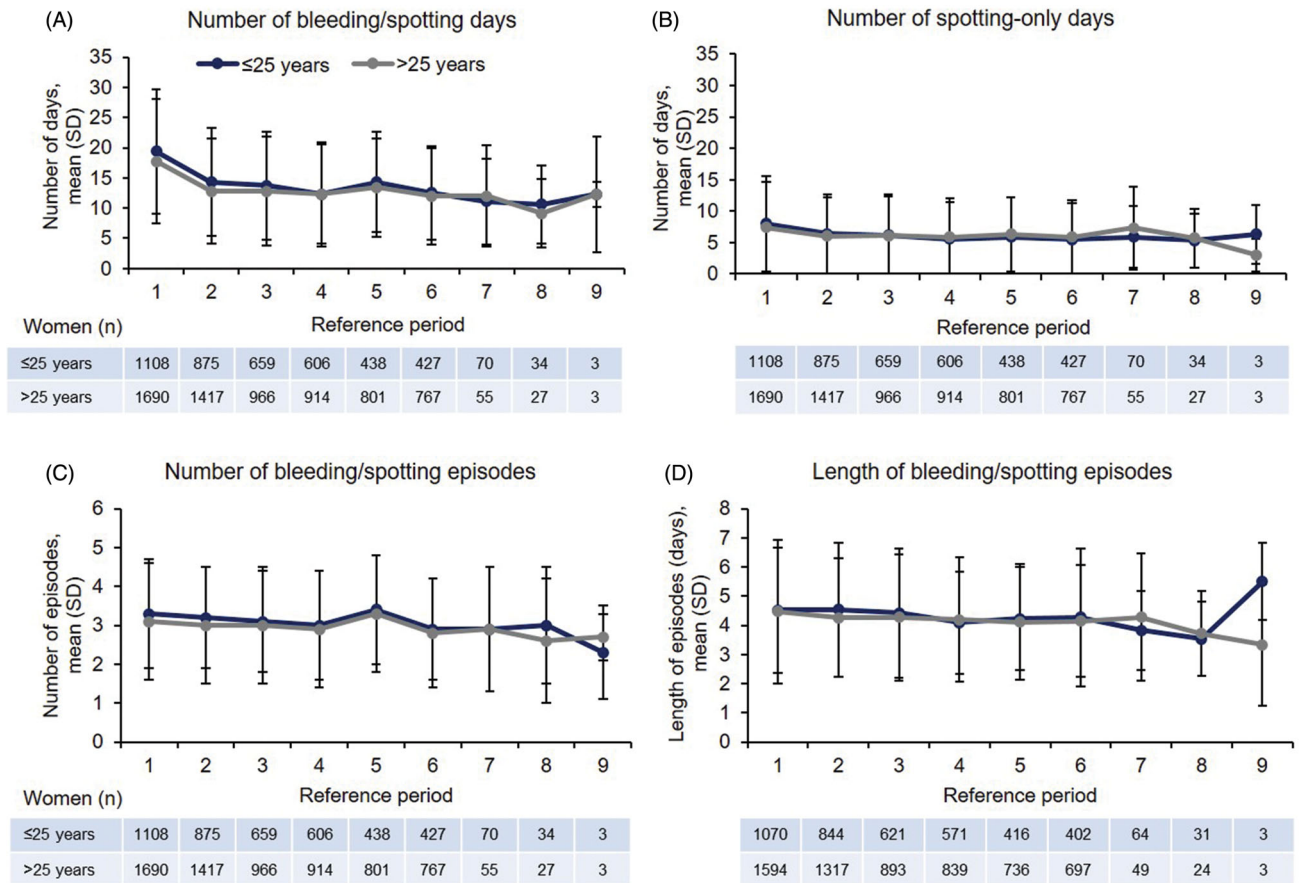 (A)
Number of bleeding/spotting days
≤25 years
>25 years
Number of days,
mean (SD)
35
30
25
20
15
10
5
0
1 2 3 4 5 6 7 8 9
Women (n)
Reference period
≤25 years 1108 875 659 606 438 427 70 34 3
>25 years 1690 1417 966 914 801 767 55 27 3
(B)
Number of spotting-only days
Number of days,
mean (SD)
35
30
25
20
15
10
5
0
1 2 3 4 5 6 7 8 9
Reference period
1108 875 659 606 438 427 70 34 3
1690 1417 966 914 801 767 55 27 3
(C)
Number of bleeding/spotting episodes
Number of episodes,
mean (SD)
6
5
4
3
2
1
0
1 2 3 4 5 6 7 8 9
Women (n)
Reference period
≤25 years 1108 875 659 606 438 427 70 34 3
>25 years 1690 1417 966 914 801 767 55 27 3
(D)
Length of bleeding/spotting episodes
Length of episodes (days),
mean (SD)
8
7
6
5
4
3
2
1
0
1 2 3 4 5 6 7 8 9
Reference period
1070 844 621 571 416 402 64 31 3
1594 1317 893 839 736 697 49 24 3